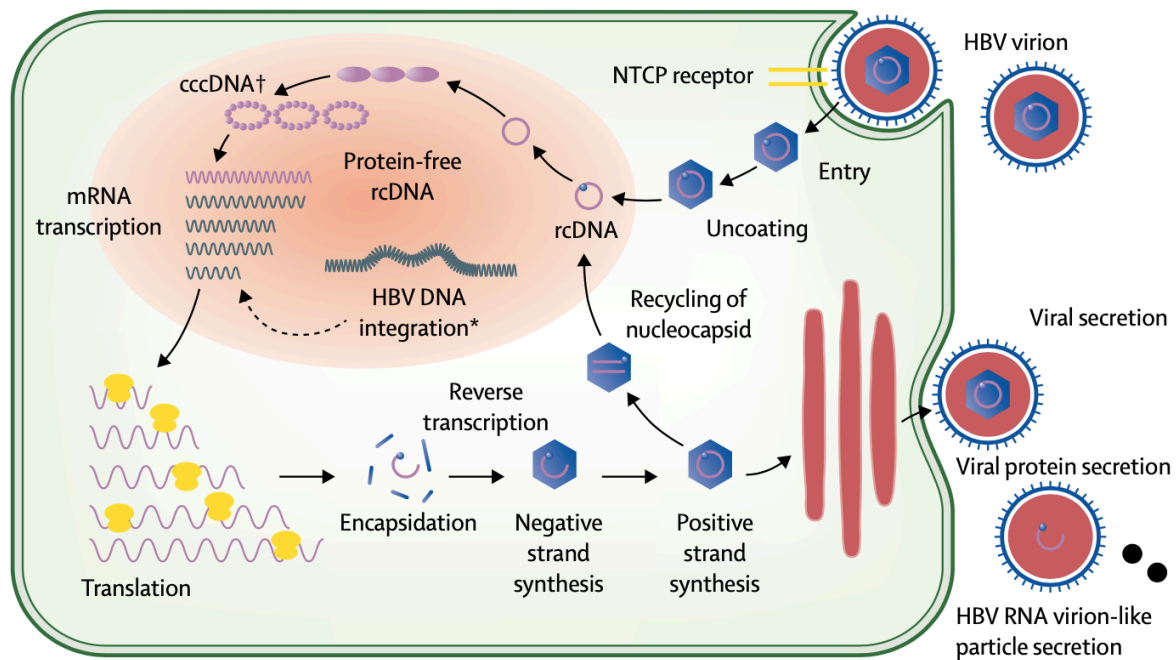 HBV virion
NTCP receptor
cccDNA†
Protein-free
rcDNA
mRNA
transcription
Entry
Uncoating
rcDNA
HBV DNA
integration*
Recycling of
nucleocapsid
Viral secretion
Reverse
transcription
Viral protein secretion
Encapsidation
Negative
strand
synthesis
Positive
strand
synthesis
Translation
HBV RNA virion-like
particle secretion